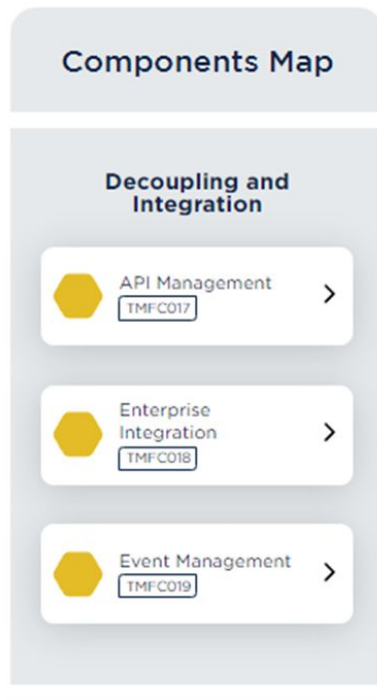 Components Map
Decoupling and
Integration
API Management
TMFC017
Enterprise
Integration
TMFC018
Event Management
TMFC019